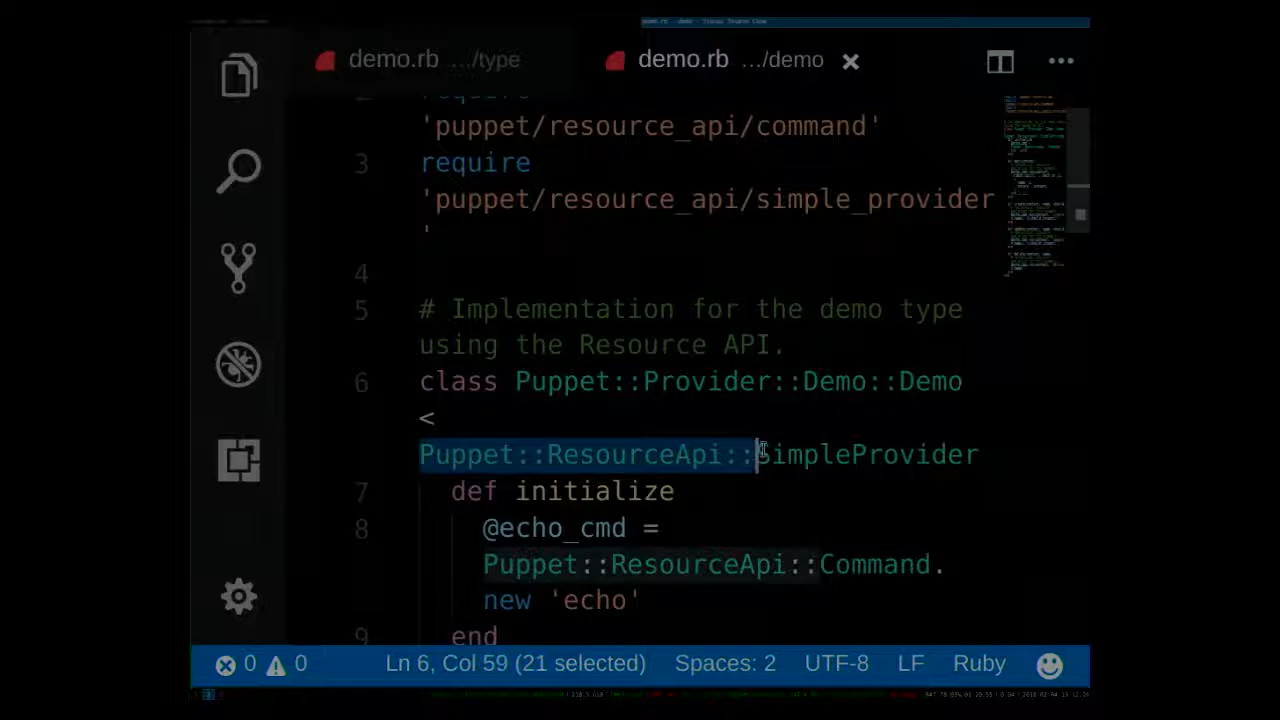 demo.rb …/type demo.rb …/demo
require
'puppet/resource_api/command'
3 require
'puppet/resource_api/simple_provider
'
4
5 # Implementation for the demo type
using the Resource API.
6 class Puppet::Provider::Demo::Demo
<
Puppet::ResourceApi::SimpleProvider
7 def initialize
8 @echo_cmd =
Puppet::ResourceApi::Command.
new 'echo'
9 end
0 0 Ln 6, Col 59 (21 selected) Spaces: 2 UTF-8 LF Ruby